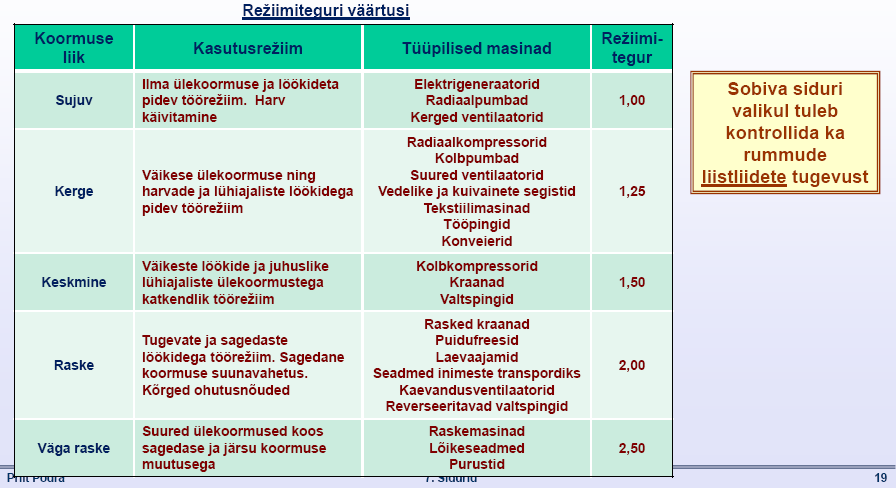 Režiimiteguri väärtusi
Koormuse
liik
Kasutusrežiim
Tüüpilised masinad
Režiimi-
tegur
Sujuv
Ilma ülekoormuse ja löökideta
pidev töörežiim. Harv
käivitamine
Elektrigeneraatorid
Radiaalpumbad
Kerged ventilaatorid
1,00
Kerge
Väikese ülekoormuse ning
harvade ja lühiajaliste löökidega
pidev töörežiim
Radiaalkompressorid
Kolbpumbad
Suured ventilaatorid
Vedelike ja kuivainete segistid
Tekstiilimasinad
Tööpingid
Konveierid
1,25
Keskmine
Väikeste löökide ja juhuslike
lühiajaliste ülekoormustega
katkendlik töörežiim
Kolbkompressorid
Kraanad
Valtspingid
1,50
Raske
Tugevate ja sagedaste
löökidega töörežiim. Sagedane
koormuse suunavahetus.
Kõrged ohutusnõuded
Rasked kraanad
Puidufreesid
Laevaajamid
Seadmed inimeste transpordiks
Kaevandusventilaatorid
Reverseeritavad valtspingid
2,00
Väga raske
Suured ülekoormused koos
sagedase ja järsu koormuse
muutusega
Raskemasinad
Lõikeseadmed
Purustid
2,50
Sobiva siduri
valikul tuleb
kontrollida ka
rummude
liistliidete tugevust
Priit Põdra
7. Sidurid
19